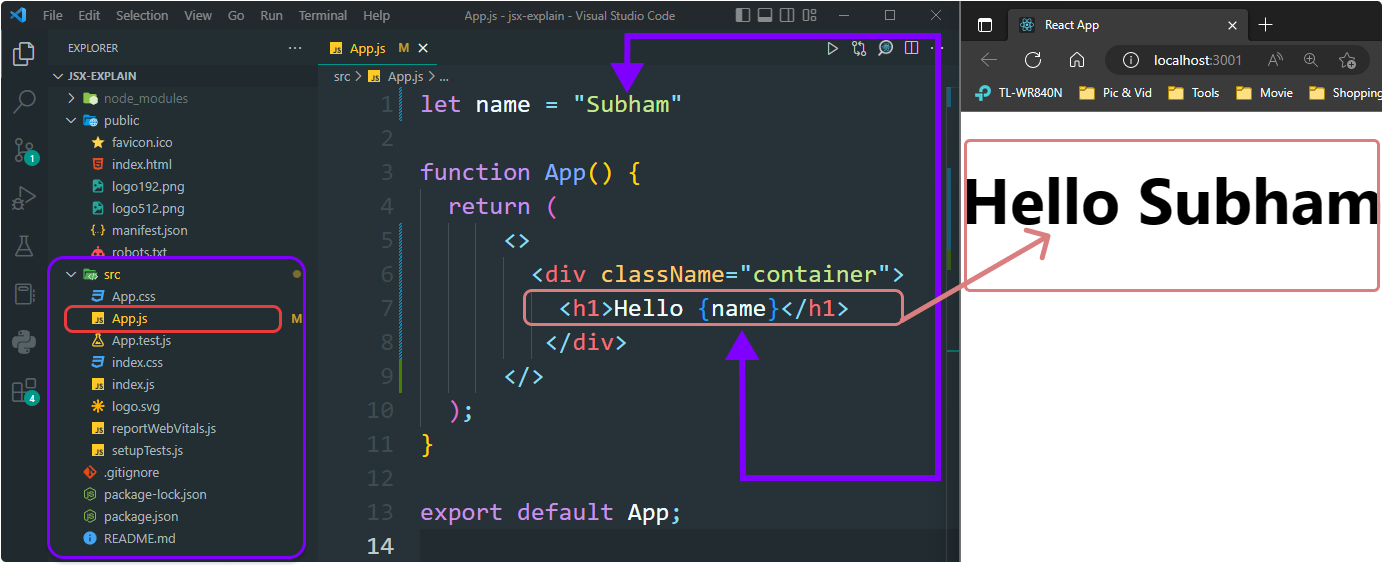 File Edit Selection View Go Run Terminal Help
App.js - jsx-explain - Visual Studio Code
EXPLORER
JSX-EXPLAIN
node_modules
public
favicon.ico
index.html
logo192.png
logo512.png
manifest.json
robots.txt
src
App.css
App.js M
App.test.js
index.css
index.js
logo.svg
reportWebVitals.js
setupTests.js
.gitignore
package-lock.json
package.json
README.md
1
4
JS App.js M
src > JS App.js > ...
1 let name = "Subham"
2
3 function App() {
4 return (
5 <>
6 <div className="container">
7 <h1>Hello {name}</h1>
8 </div>
9 </>
10 );
11 }
12
13 export default App;
14
React App
localhost:3001
TL-WR840N Pic & Vid Tools Movie Shopping
Hello Subham